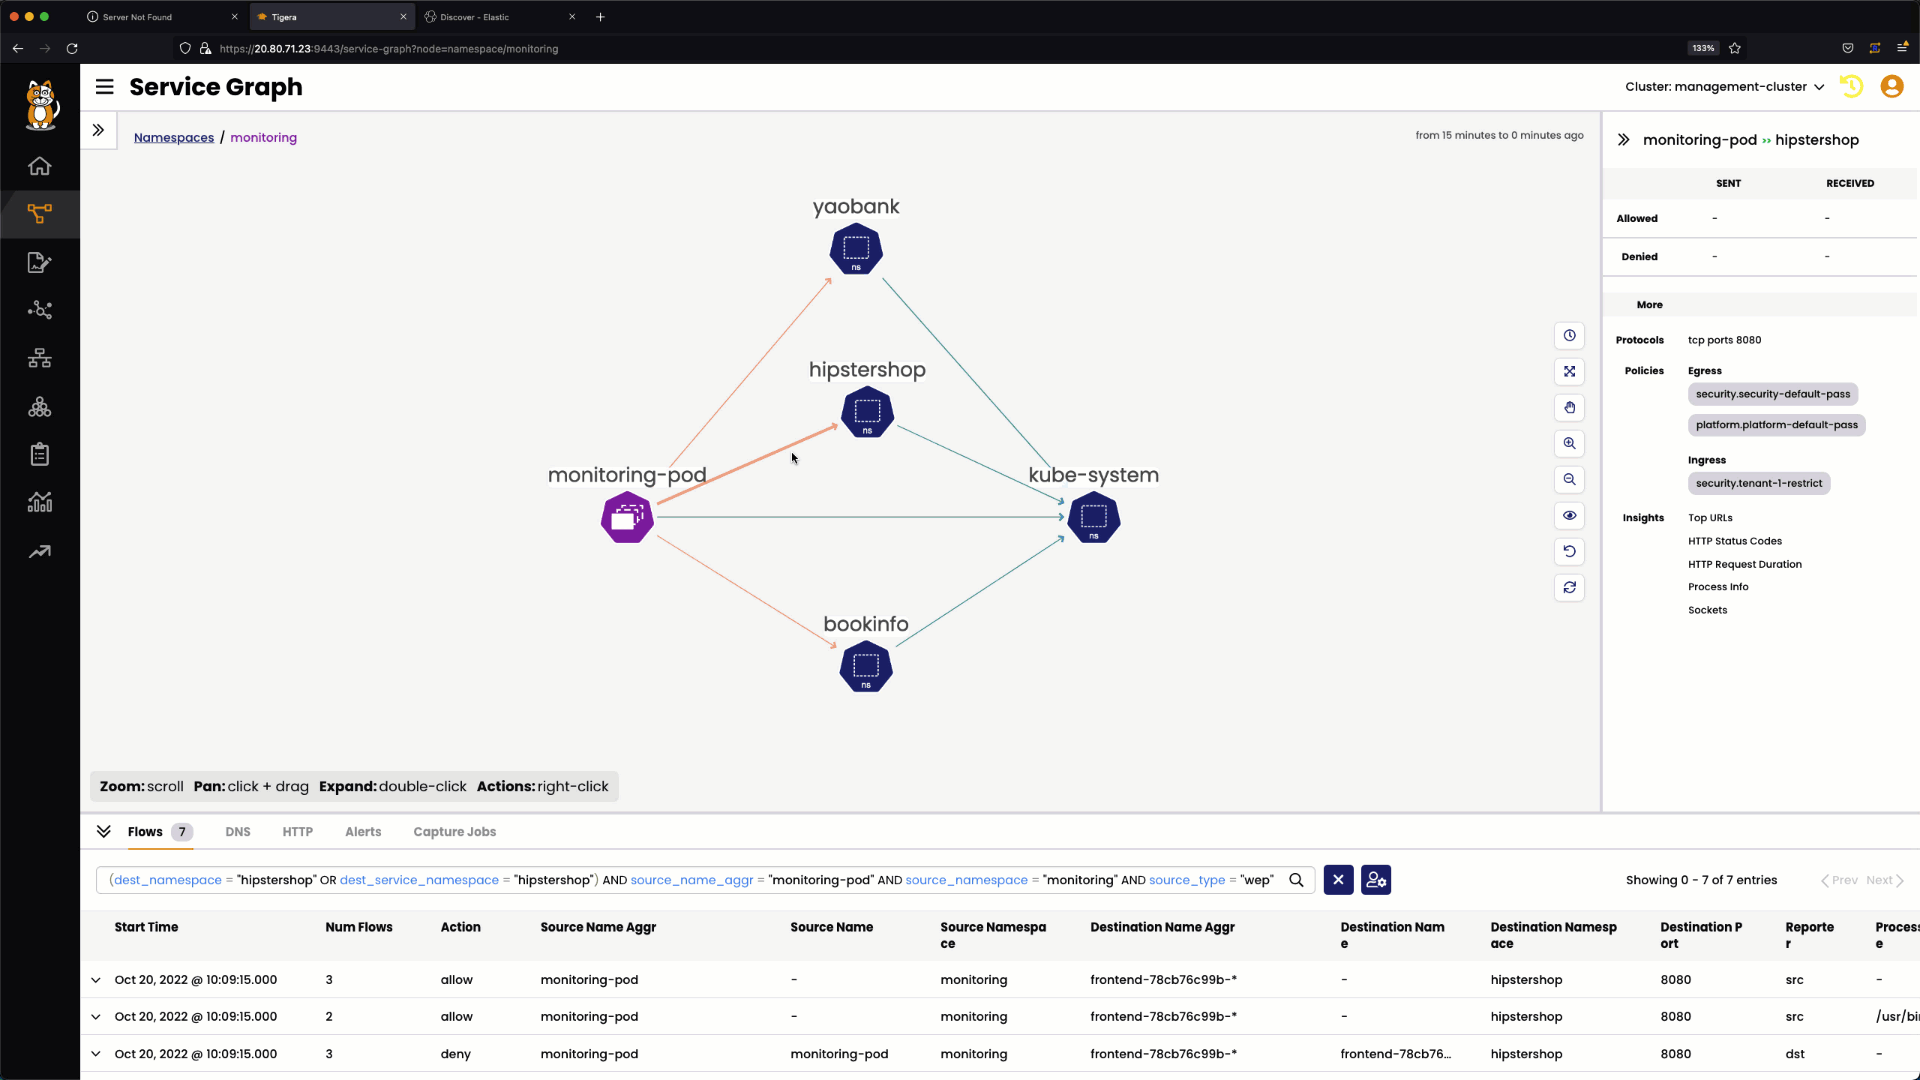 Server Not Found
Tigera
Discover - Elastic
https://20.80.71.23:9443/service-graph?node=namespace/monitoring
133%
Service Graph
Cluster: management-cluster
Namespaces / monitoring
from 15 minutes to 0 minutes ago
yaobank
ns
hipstershop
ns
monitoring-pod
kube-system
ns
bookinfo
ns
Zoom: scroll Pan: click + drag Expand: double-click Actions: right-click
monitoring-pod » hipstershop
SENT RECEIVED
Allowed - -
Denied - -
More
Protocols tcp ports 8080
Policies Egress
security.security-default-pass
platform.platform-default-pass
Ingress
security.tenant-1-restrict
Insights Top URLs
HTTP Status Codes
HTTP Request Duration
Process Info
Sockets
Flows 7 DNS HTTP Alerts Capture Jobs
(dest_namespace = "hipstershop" OR dest_service_namespace = "hipstershop") AND source_name_aggr = "monitoring-pod" AND source_namespace = "monitoring" AND source_type = "wep"
Showing 0 - 7 of 7 entries
Prev Next
Start Time Num Flows Action Source Name Aggr Source Name Source Namespa Destination Name Aggr Destination Nam Destination Namesp Destination P Reporte Process
ce e ace ort r e
Oct 20, 2022 @ 10:09:15.000 3 allow monitoring-pod - monitoring frontend-78cb76c99b-* - hipstershop 8080 src -
Oct 20, 2022 @ 10:09:15.000 2 allow monitoring-pod - monitoring frontend-78cb76c99b-* - hipstershop 8080 src /usr/bin
Oct 20, 2022 @ 10:09:15.000 3 deny monitoring-pod monitoring-pod monitoring frontend-78cb76c99b-* frontend-78cb76... hipstershop 8080 dst -